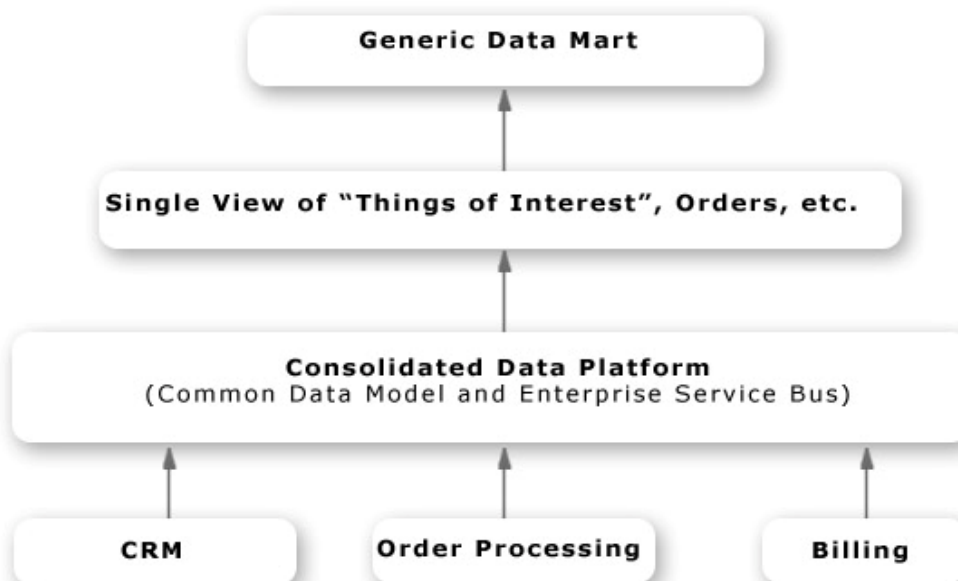 Generic Data Mart
Single View of “Things of Interest”, Orders, etc.
Consolidated Data Platform
(Common Data Model and Enterprise Service Bus)
CRM
Order Processing
Billing